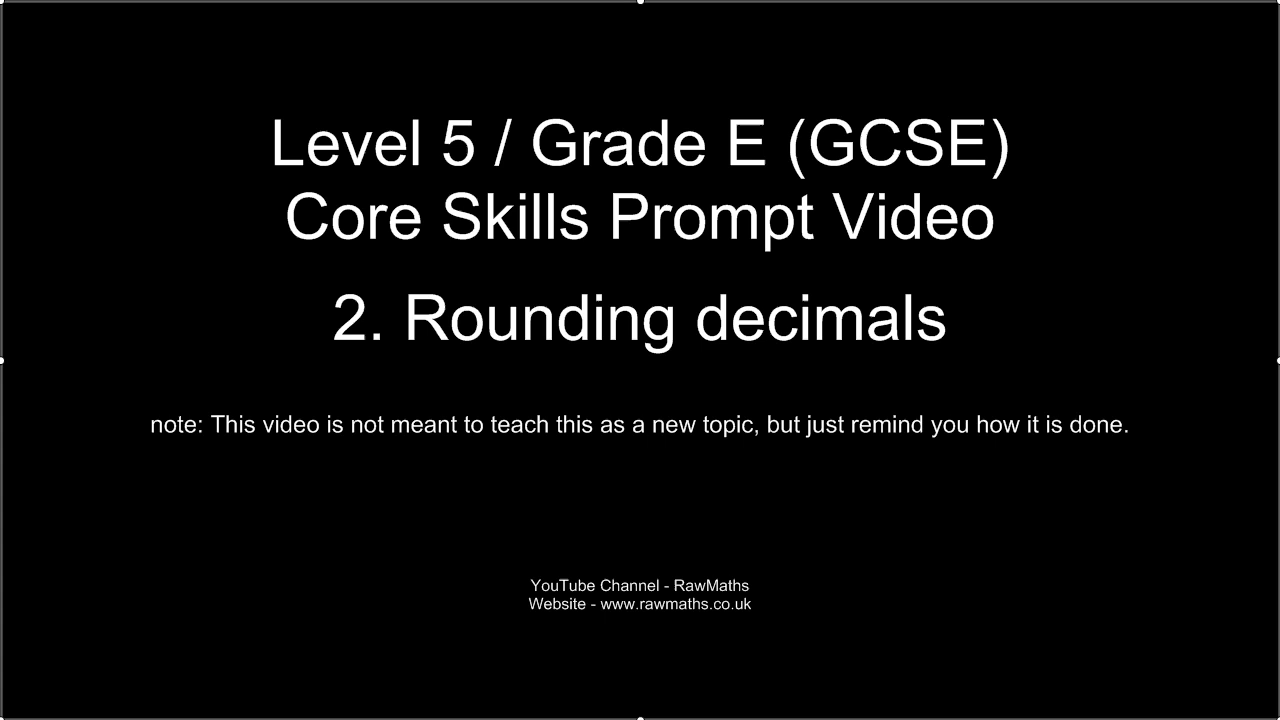 Level 5 / Grade E (GCSE)
Core Skills Prompt Video
2. Rounding decimals
note: This video is not meant to teach this as a new topic, but just remind you how it is done.
YouTube Channel - RawMaths
Website - www.rawmaths.co.uk